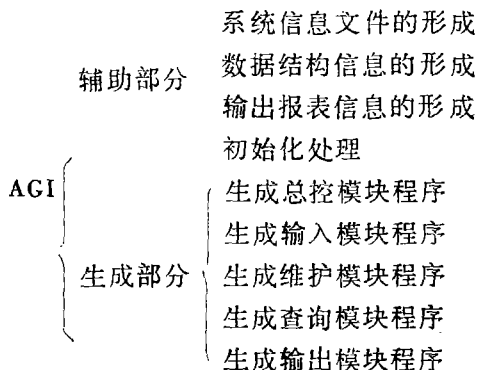 系统信息文件的形成
辅助部分 数据结构信息的形成
输出报表信息的形成
初始化处理
AGI 生成总控模块程序
生成输入模块程序
生成部分 生成维护模块程序
生成查询模块程序
生成输出模块程序